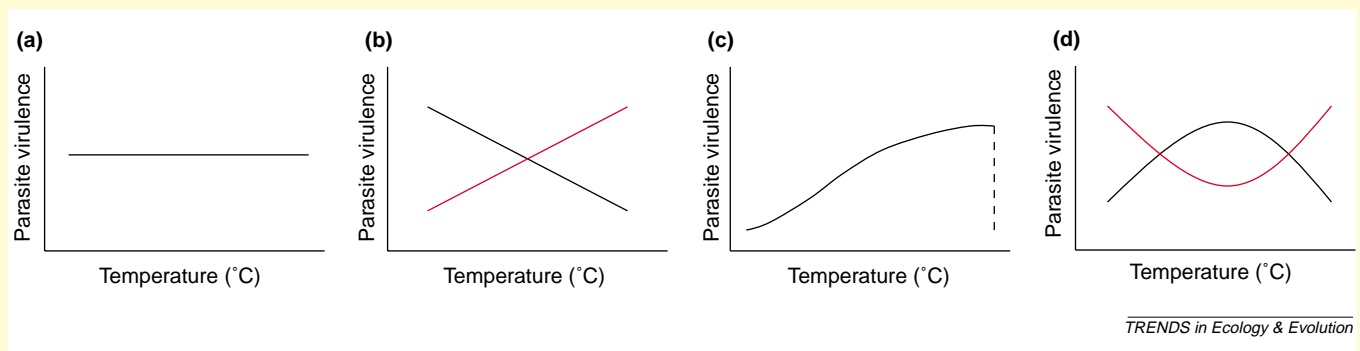 (a)
Parasite virulence
Temperature (˚C)
(b)
Parasite virulence
Temperature (˚C)
(c)
Parasite virulence
Temperature (˚C)
(d)
Parasite virulence
Temperature (˚C)
TRENDS in Ecology & Evolution